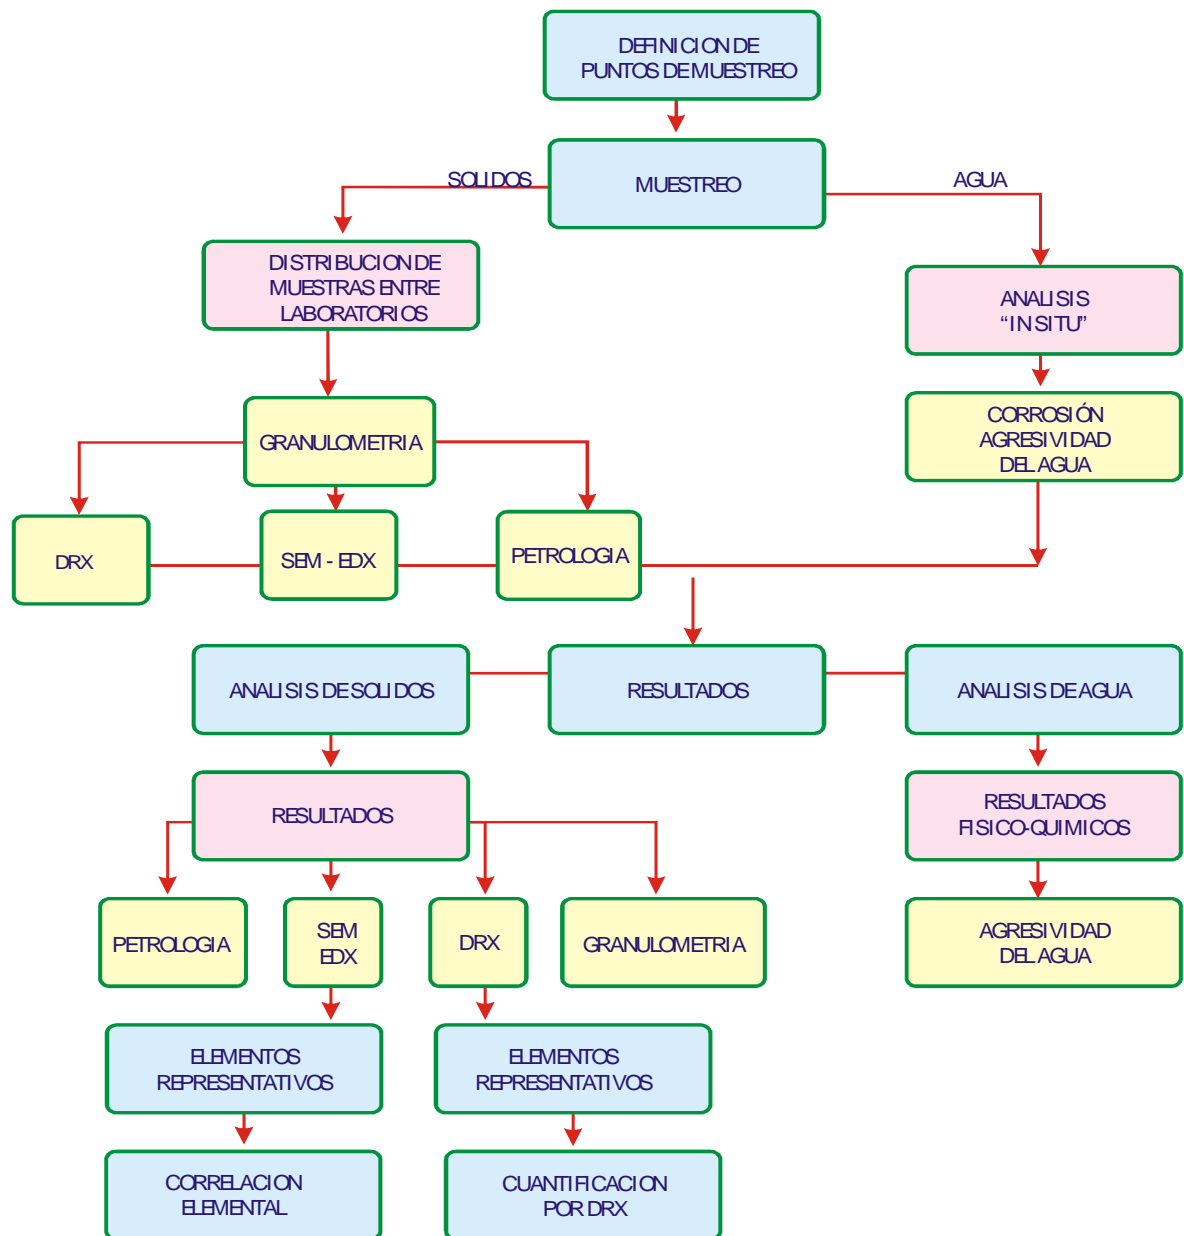 DEFINICION DE
PUNTOS DE MUESTREO
SOLIDOS
MUESTREO
AGUA
DISTRIBUCION DE
MUESTRAS ENTRE
LABORATORIOS
ANALISIS
“IN SITU”
GRANULOMETRIA
CORROSIÓN
AGRESIVIDAD
DEL AGUA
DRX
SEM - EDX
PETROLOGIA
ANALISIS DE SOLIDOS
RESULTADOS
ANALISIS DE AGUA
RESULTADOS
RESULTADOS
FISICO-QUIMICOS
PETROLOGIA
SEM
EDX
DRX
GRANULOMETRIA
AGRESIVIDAD
DEL AGUA
ELEMENTOS
REPRESENTATIVOS
ELEMENTOS
REPRESENTATIVOS
CORRELACION
ELEMENTAL
CUANTIFICACION
POR DRX